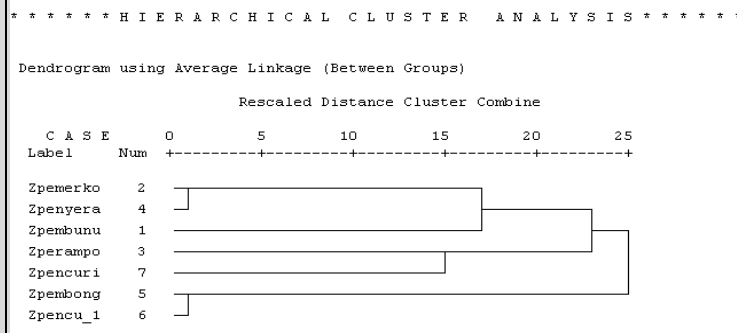 * * * * * * H I E R A R C H I C A L   C L U S T E R   A N A L Y S I S * * * * * *
Dendrogram using Average Linkage (Between Groups)
Rescaled Distance Cluster Combine
C A S E 0 5 10 15 20 25
Label Num +---------+---------+---------+---------+---------+
Zpemerko 2
Zpenyera 4
Zpembunu 1
Zperampo 3
Zpencuri 7
Zpembong 5
Zpencu_1 6